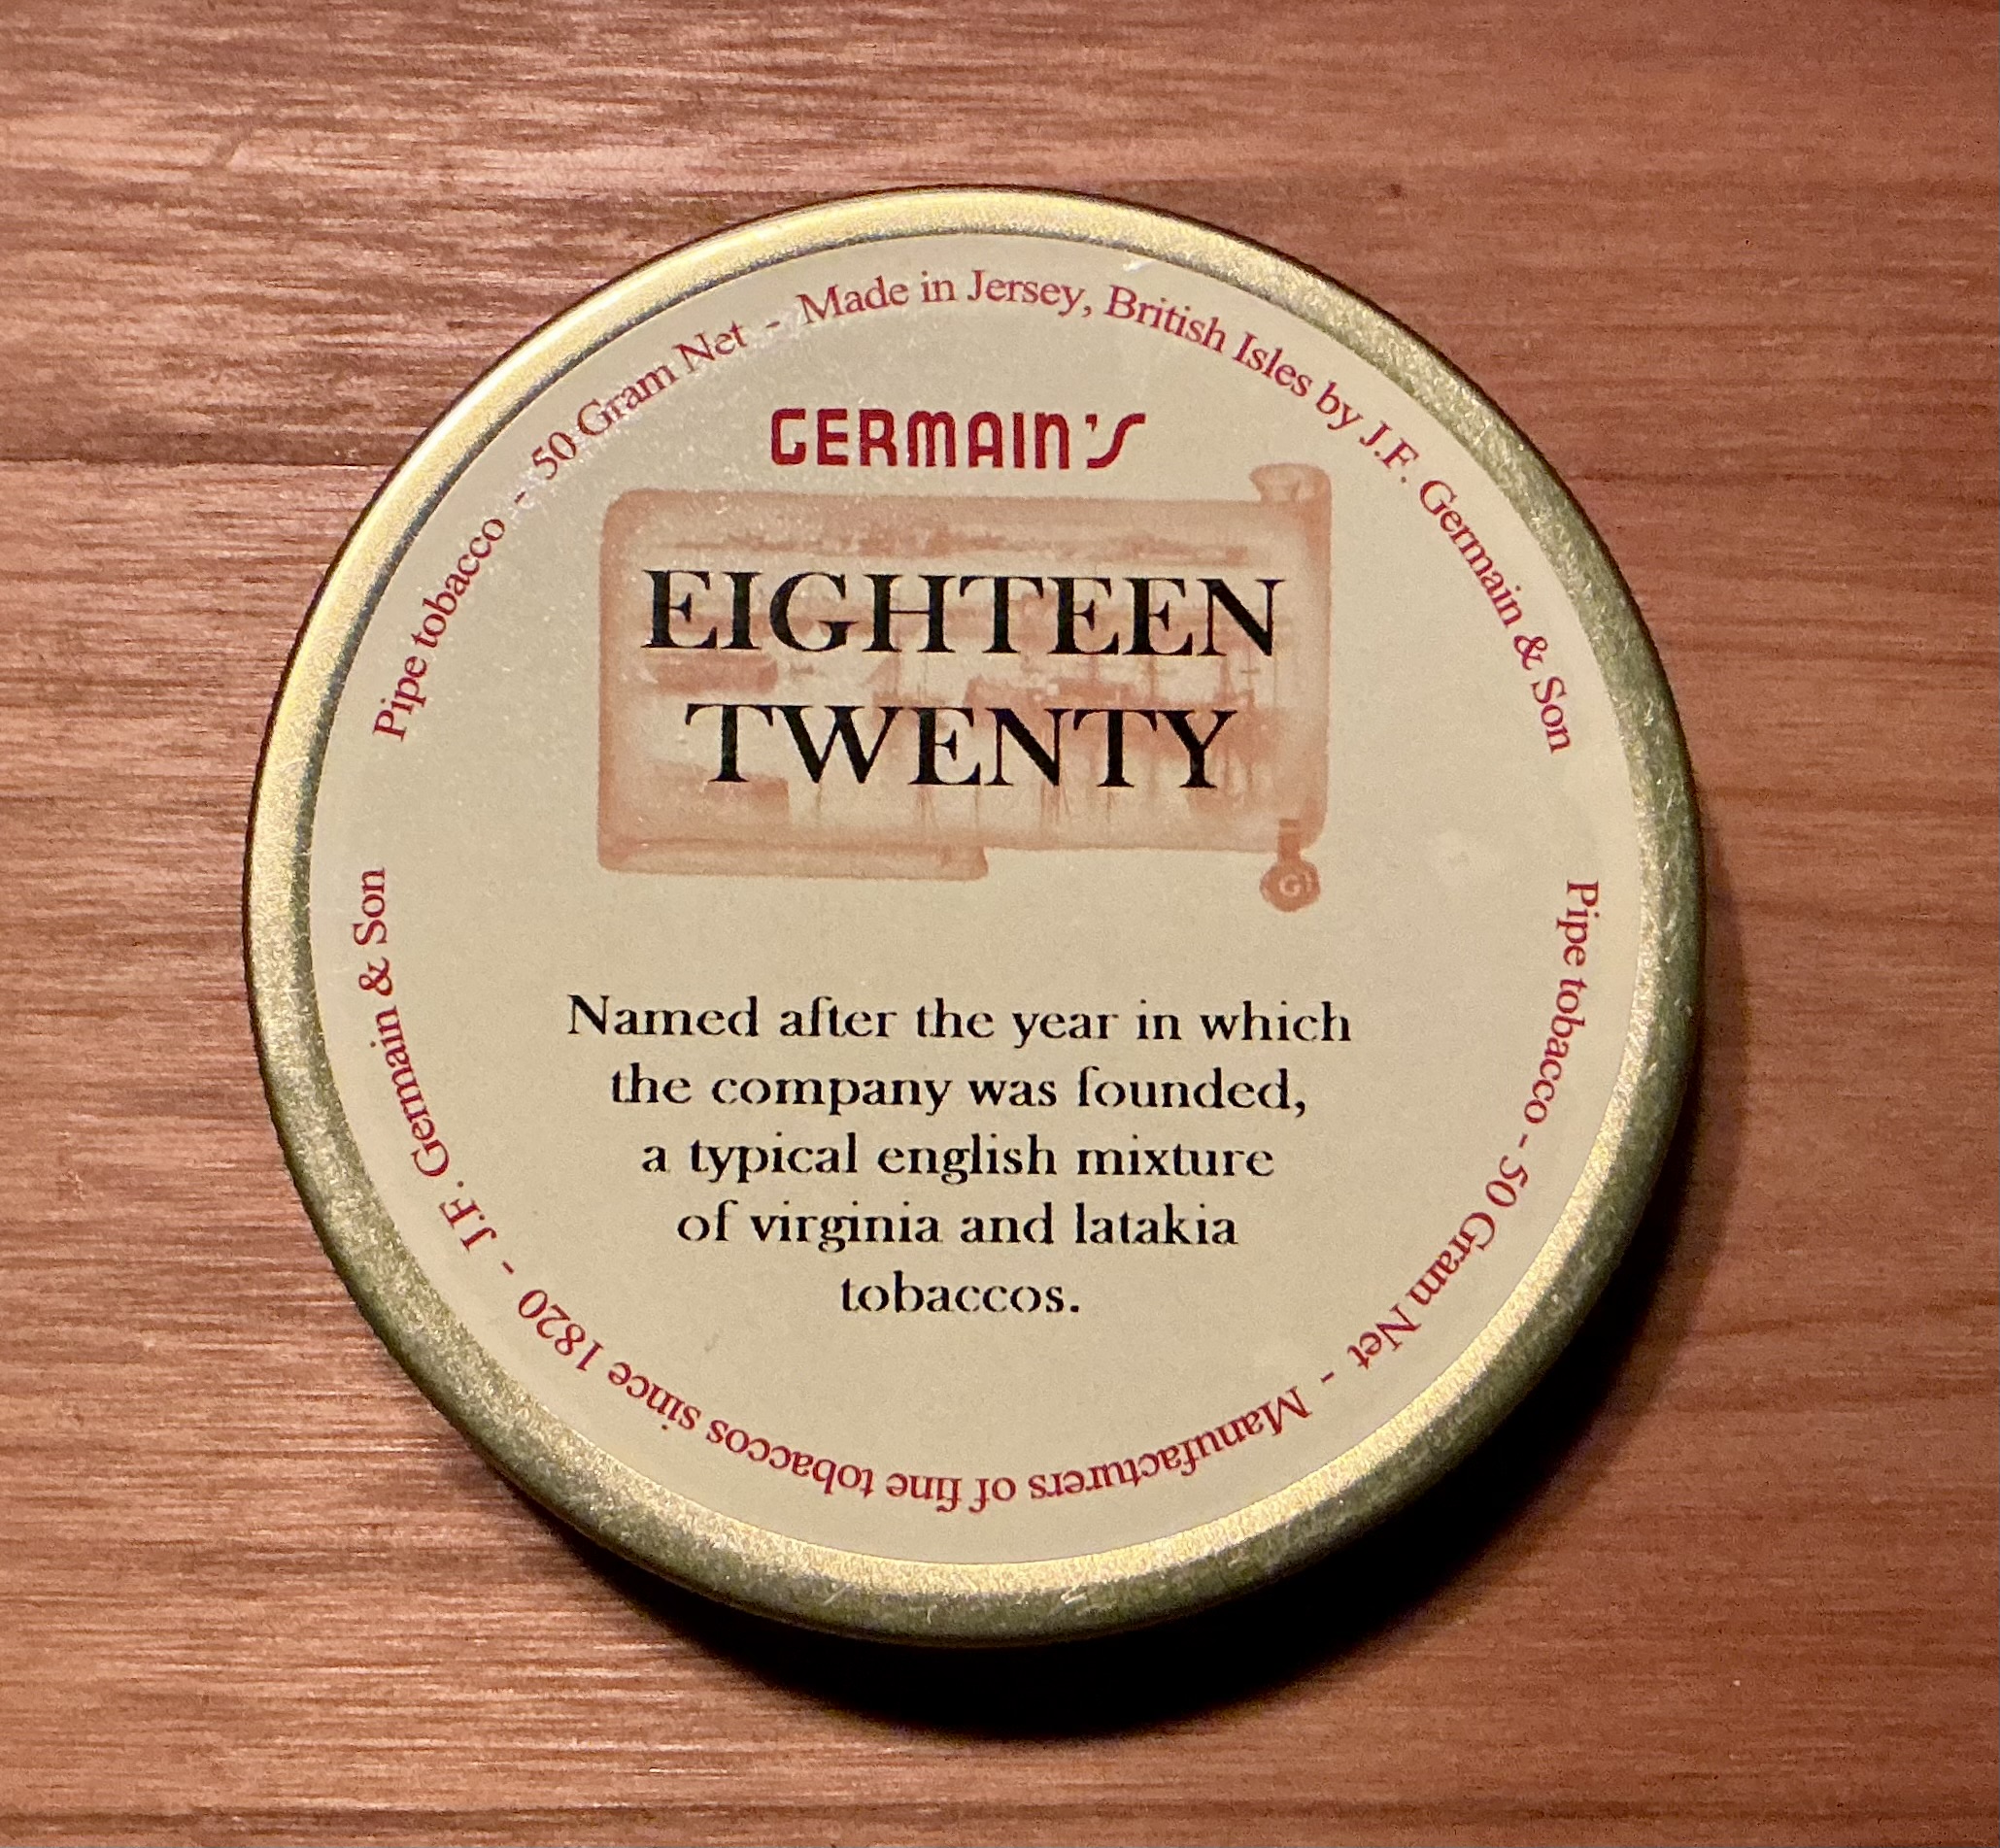 Pipe tobacco - 50 Gram Net - Made in Jersey, British Isles by J.F. Germain & Son
GERMAIN'S
EIGHTEEN
TWENTY
G
Named after the year in which
the company was founded,
a typical english mixture
of virginia and latakia
tobaccos.
Pipe tobacco - 50 Gram Net - Manufacturers of fine tobaccos since 1820 - J.F. Germain & Son